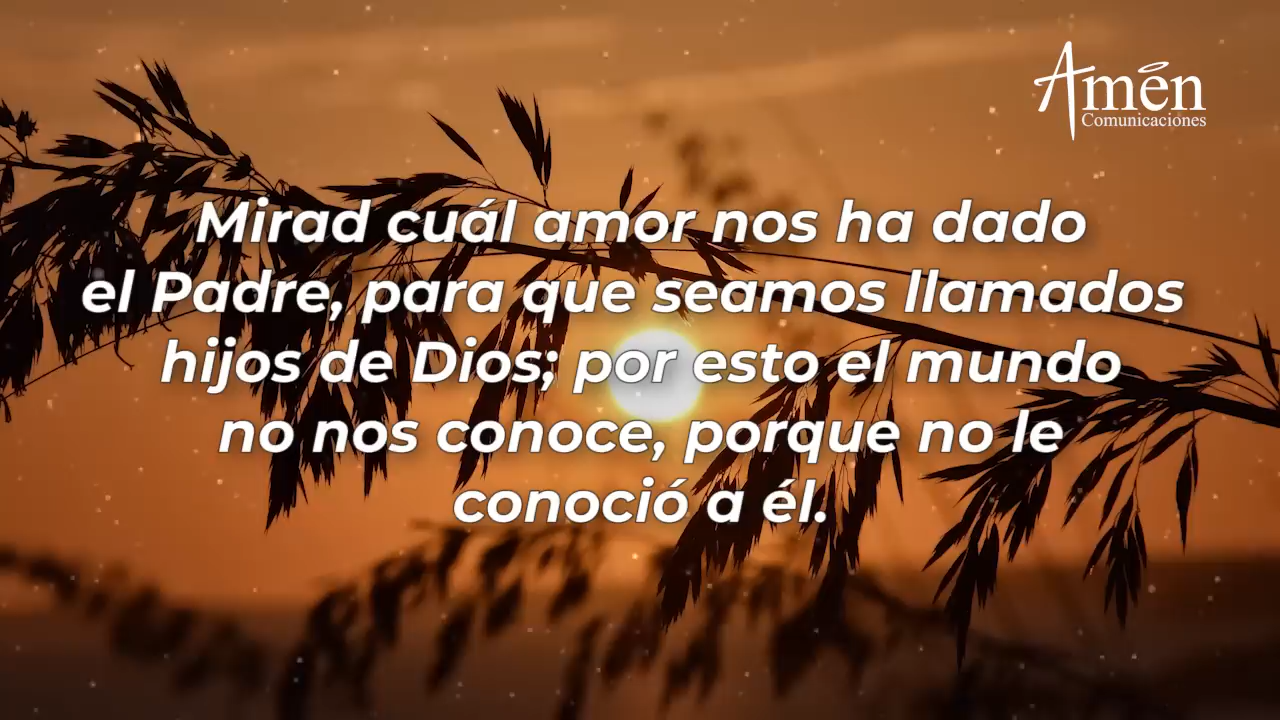 Amén
Comunicaciones
Mirad cuál amor nos ha dado
el Padre, para que seamos llamados
hijos de Dios; por esto el mundo
no nos conoce, porque no le
conoció a él.